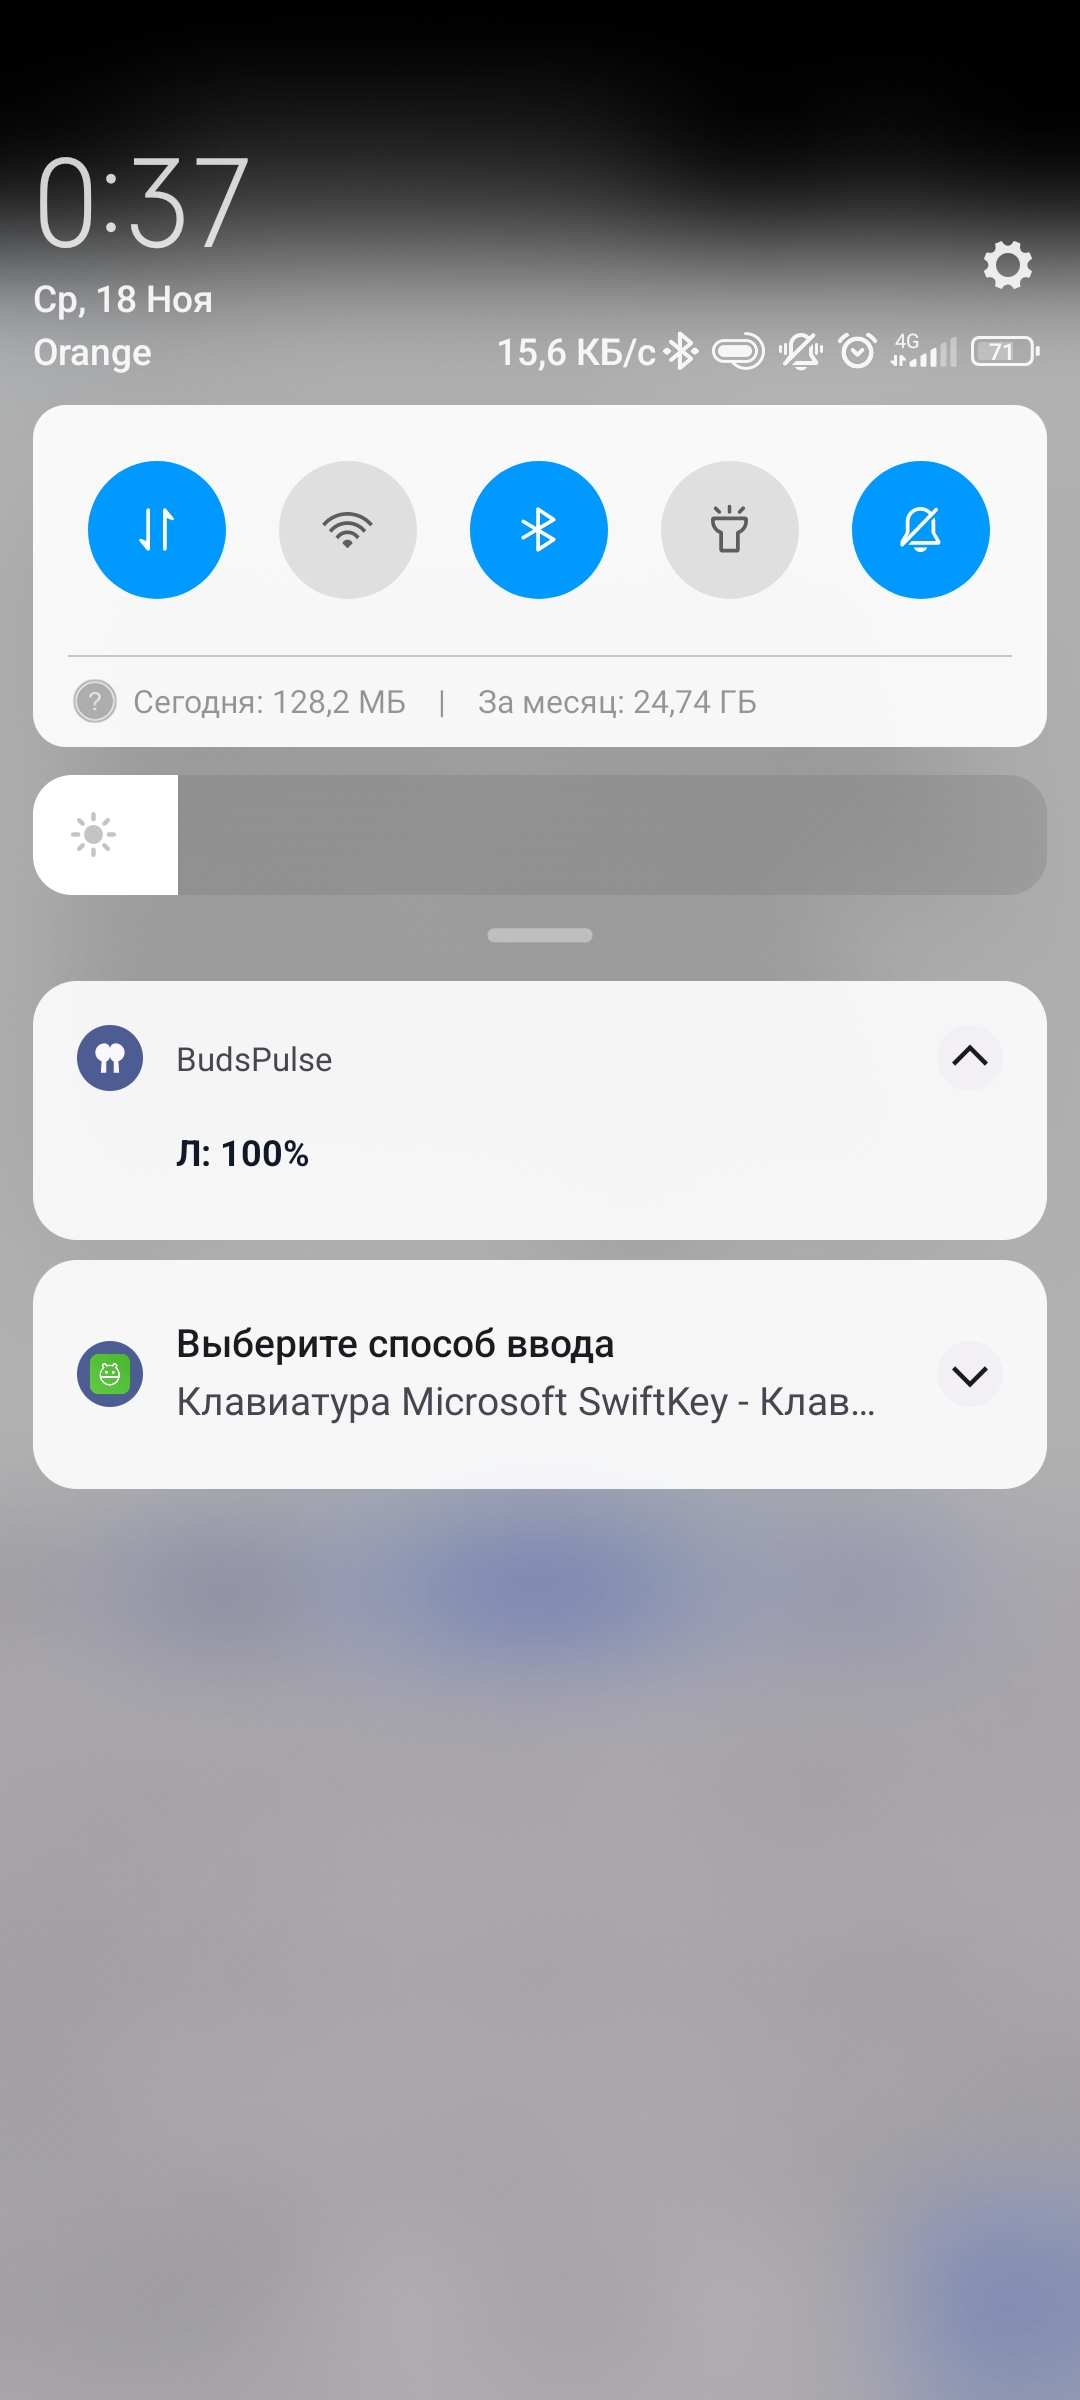 0:37
Ср, 18 Ноя
Orange
15,6 КБ/с 4G 71
? Сегодня: 128,2 МБ | За месяц: 24,74 ГБ
BudsPulse
Л: 100%
Выберите способ ввода
Клавиатура Microsoft SwiftKey - Клав…